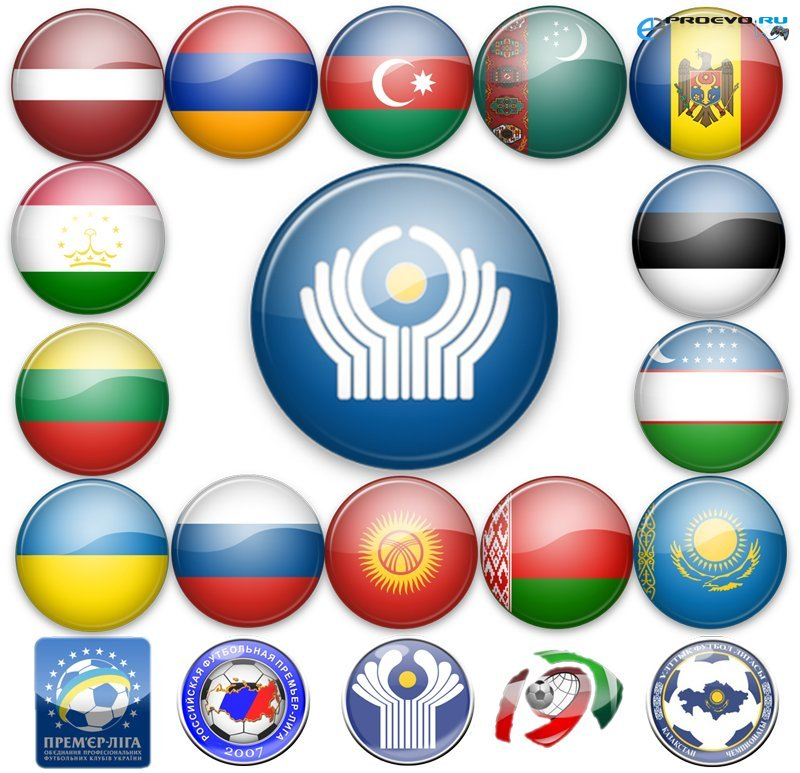 PROEVO.RU
ПРЕМ'ЄР-ЛІГА
ОБ'ЄДНАННЯ ПРОФЕСІОНАЛЬНИХ
ФУТБОЛЬНИХ КЛУБІВ УКРАЇНИ
РОССИЙСКАЯ ФУТБОЛЬНАЯ ПРЕМЬЕР-ЛИГА
2007
ҰЛТТЫҚ ФУТБОЛ ЛИГАСЫ
ҚАЗАҚСТАН ЧЕМПИОНАТЫ